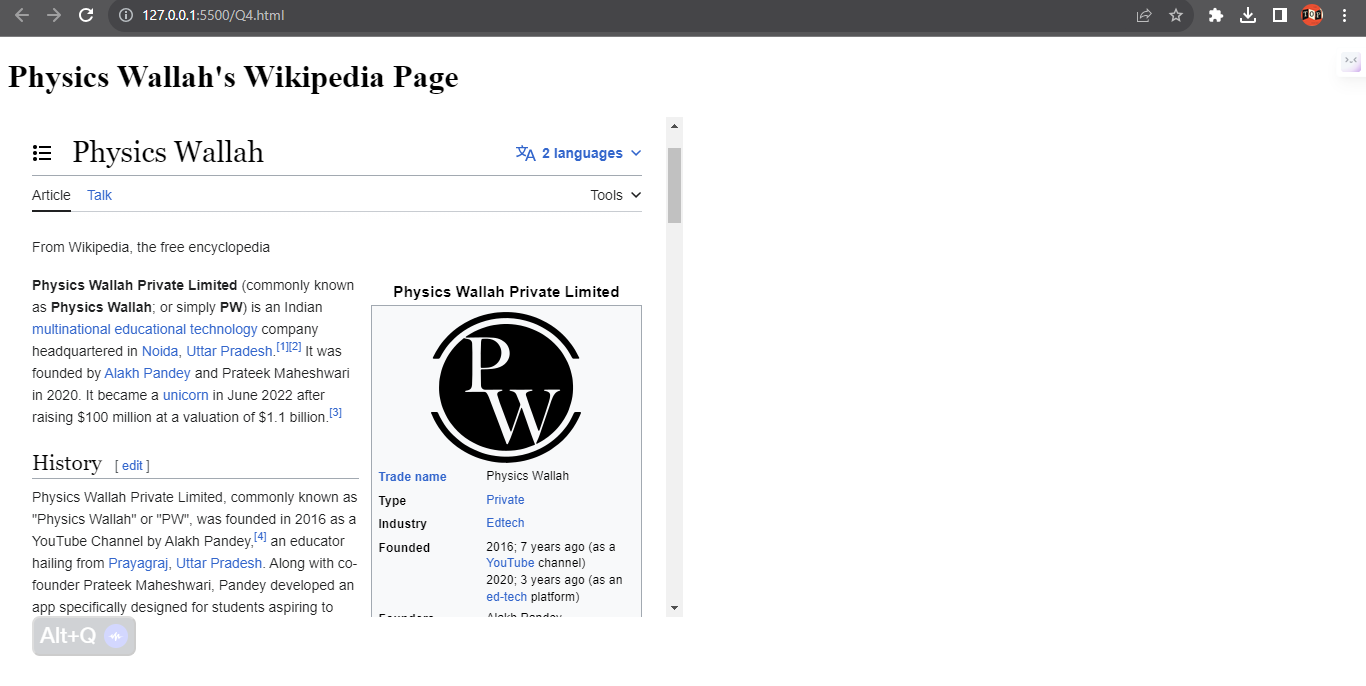 127.0.0.1:5500/Q4.html
Physics Wallah's Wikipedia Page
Physics Wallah
2 languages
Article Talk
Tools
From Wikipedia, the free encyclopedia
Physics Wallah Private Limited (commonly known
as Physics Wallah; or simply PW) is an Indian
multinational educational technology company
headquartered in Noida, Uttar Pradesh.[1][2] It was
founded by Alakh Pandey and Prateek Maheshwari
in 2020. It became a unicorn in June 2022 after
raising $100 million at a valuation of $1.1 billion.[3]
History [ edit ]
Physics Wallah Private Limited, commonly known as
"Physics Wallah" or "PW", was founded in 2016 as a
YouTube Channel by Alakh Pandey,[4] an educator
hailing from Prayagraj, Uttar Pradesh. Along with co-
founder Prateek Maheshwari, Pandey developed an
app specifically designed for students aspiring to
Physics Wallah Private Limited
PW
Trade name Physics Wallah
Type Private
Industry Edtech
Founded 2016; 7 years ago (as a
YouTube channel)
2020; 3 years ago (as an
ed-tech platform)
Founders Alakh Pandey
Alt+Q